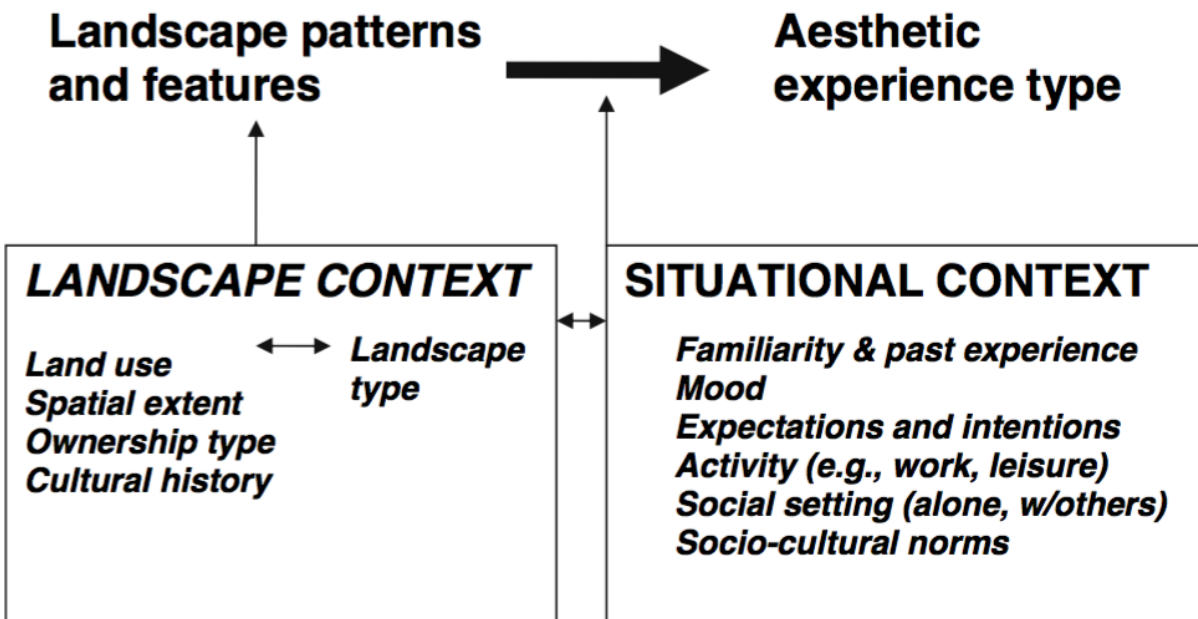 Landscape patterns
and features
Aesthetic
experience type
LANDSCAPE CONTEXT
Land use
Spatial extent
Ownership type
Cultural history
Landscape
type
SITUATIONAL CONTEXT
Familiarity & past experience
Mood
Expectations and intentions
Activity (e.g., work, leisure)
Social setting (alone, w/others)
Socio-cultural norms